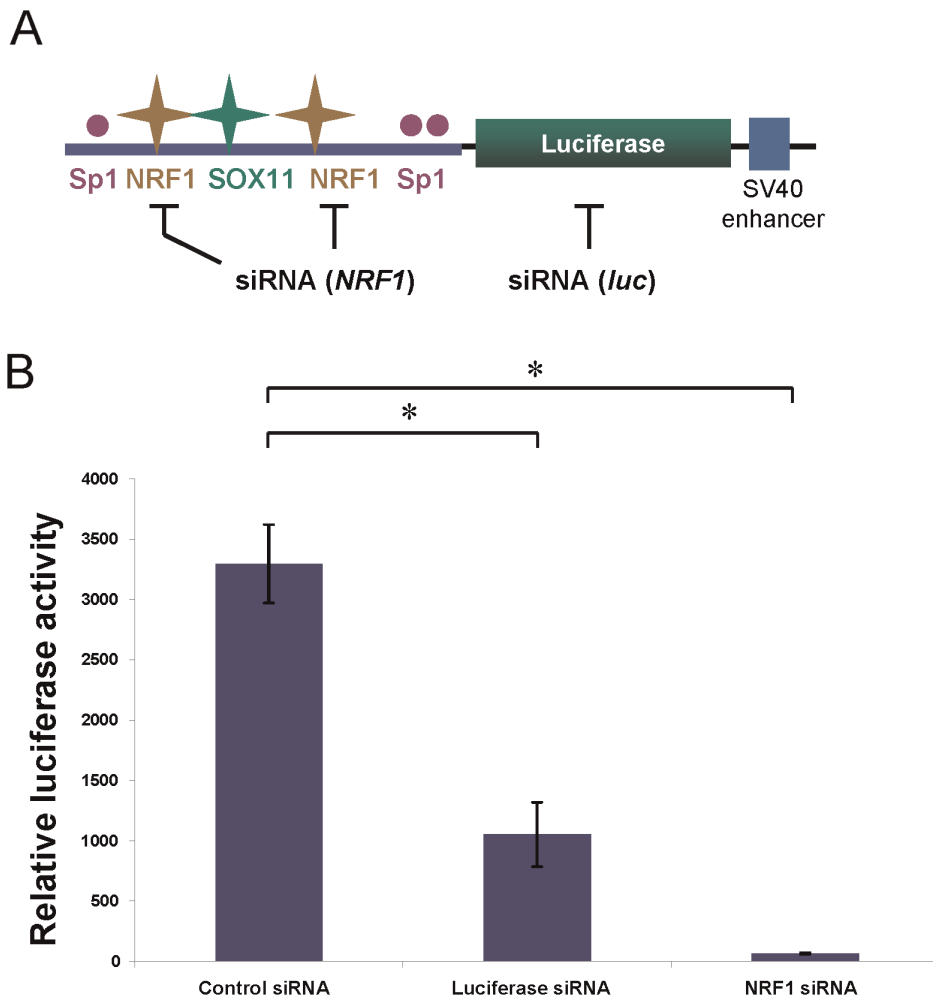 A
Luciferase
Sp1 NRF1 SOX11 NRF1 Sp1
SV40
enhancer
siRNA (NRF1)
siRNA (luc)
B
*
*
Relative luciferase activity
4000
3500
3000
2500
2000
1500
1000
500
0
Control siRNA
Luciferase siRNA
NRF1 siRNA